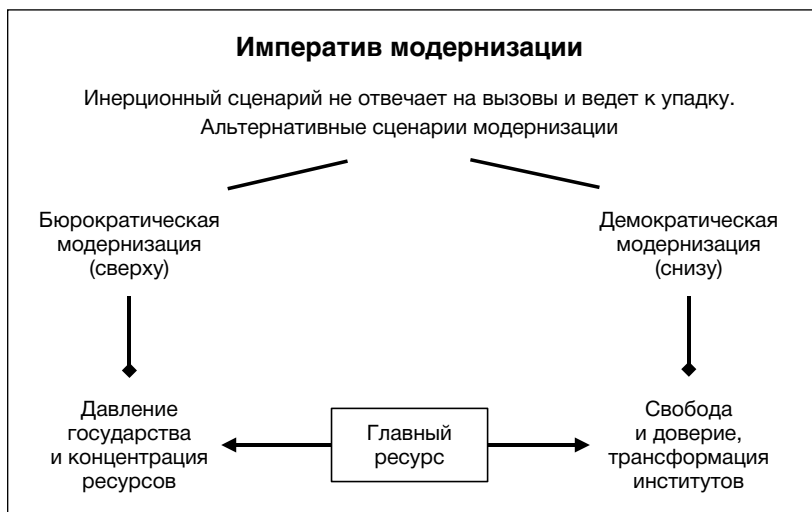 Императив модернизации
Инерционный сценарий не отвечает на вызовы и ведет к упадку.
Альтернативные сценарии модернизации
Бюрократическая
модернизация
(сверху)
Демократическая
модернизация
(снизу)
Давление
государства
и концентрация
ресурсов
Главный
ресурс
Свобода
и доверие,
трансформация
институтов